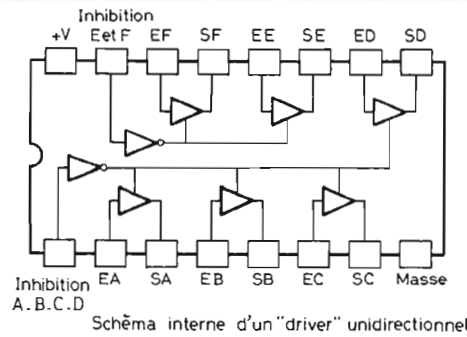 Inhibition
+V E et F EF SF EE SE ED SD
Inhibition EA SA EB SB EC SC Masse
A.B.C.D
Schèma interne d'un "driver" unidirectionnel